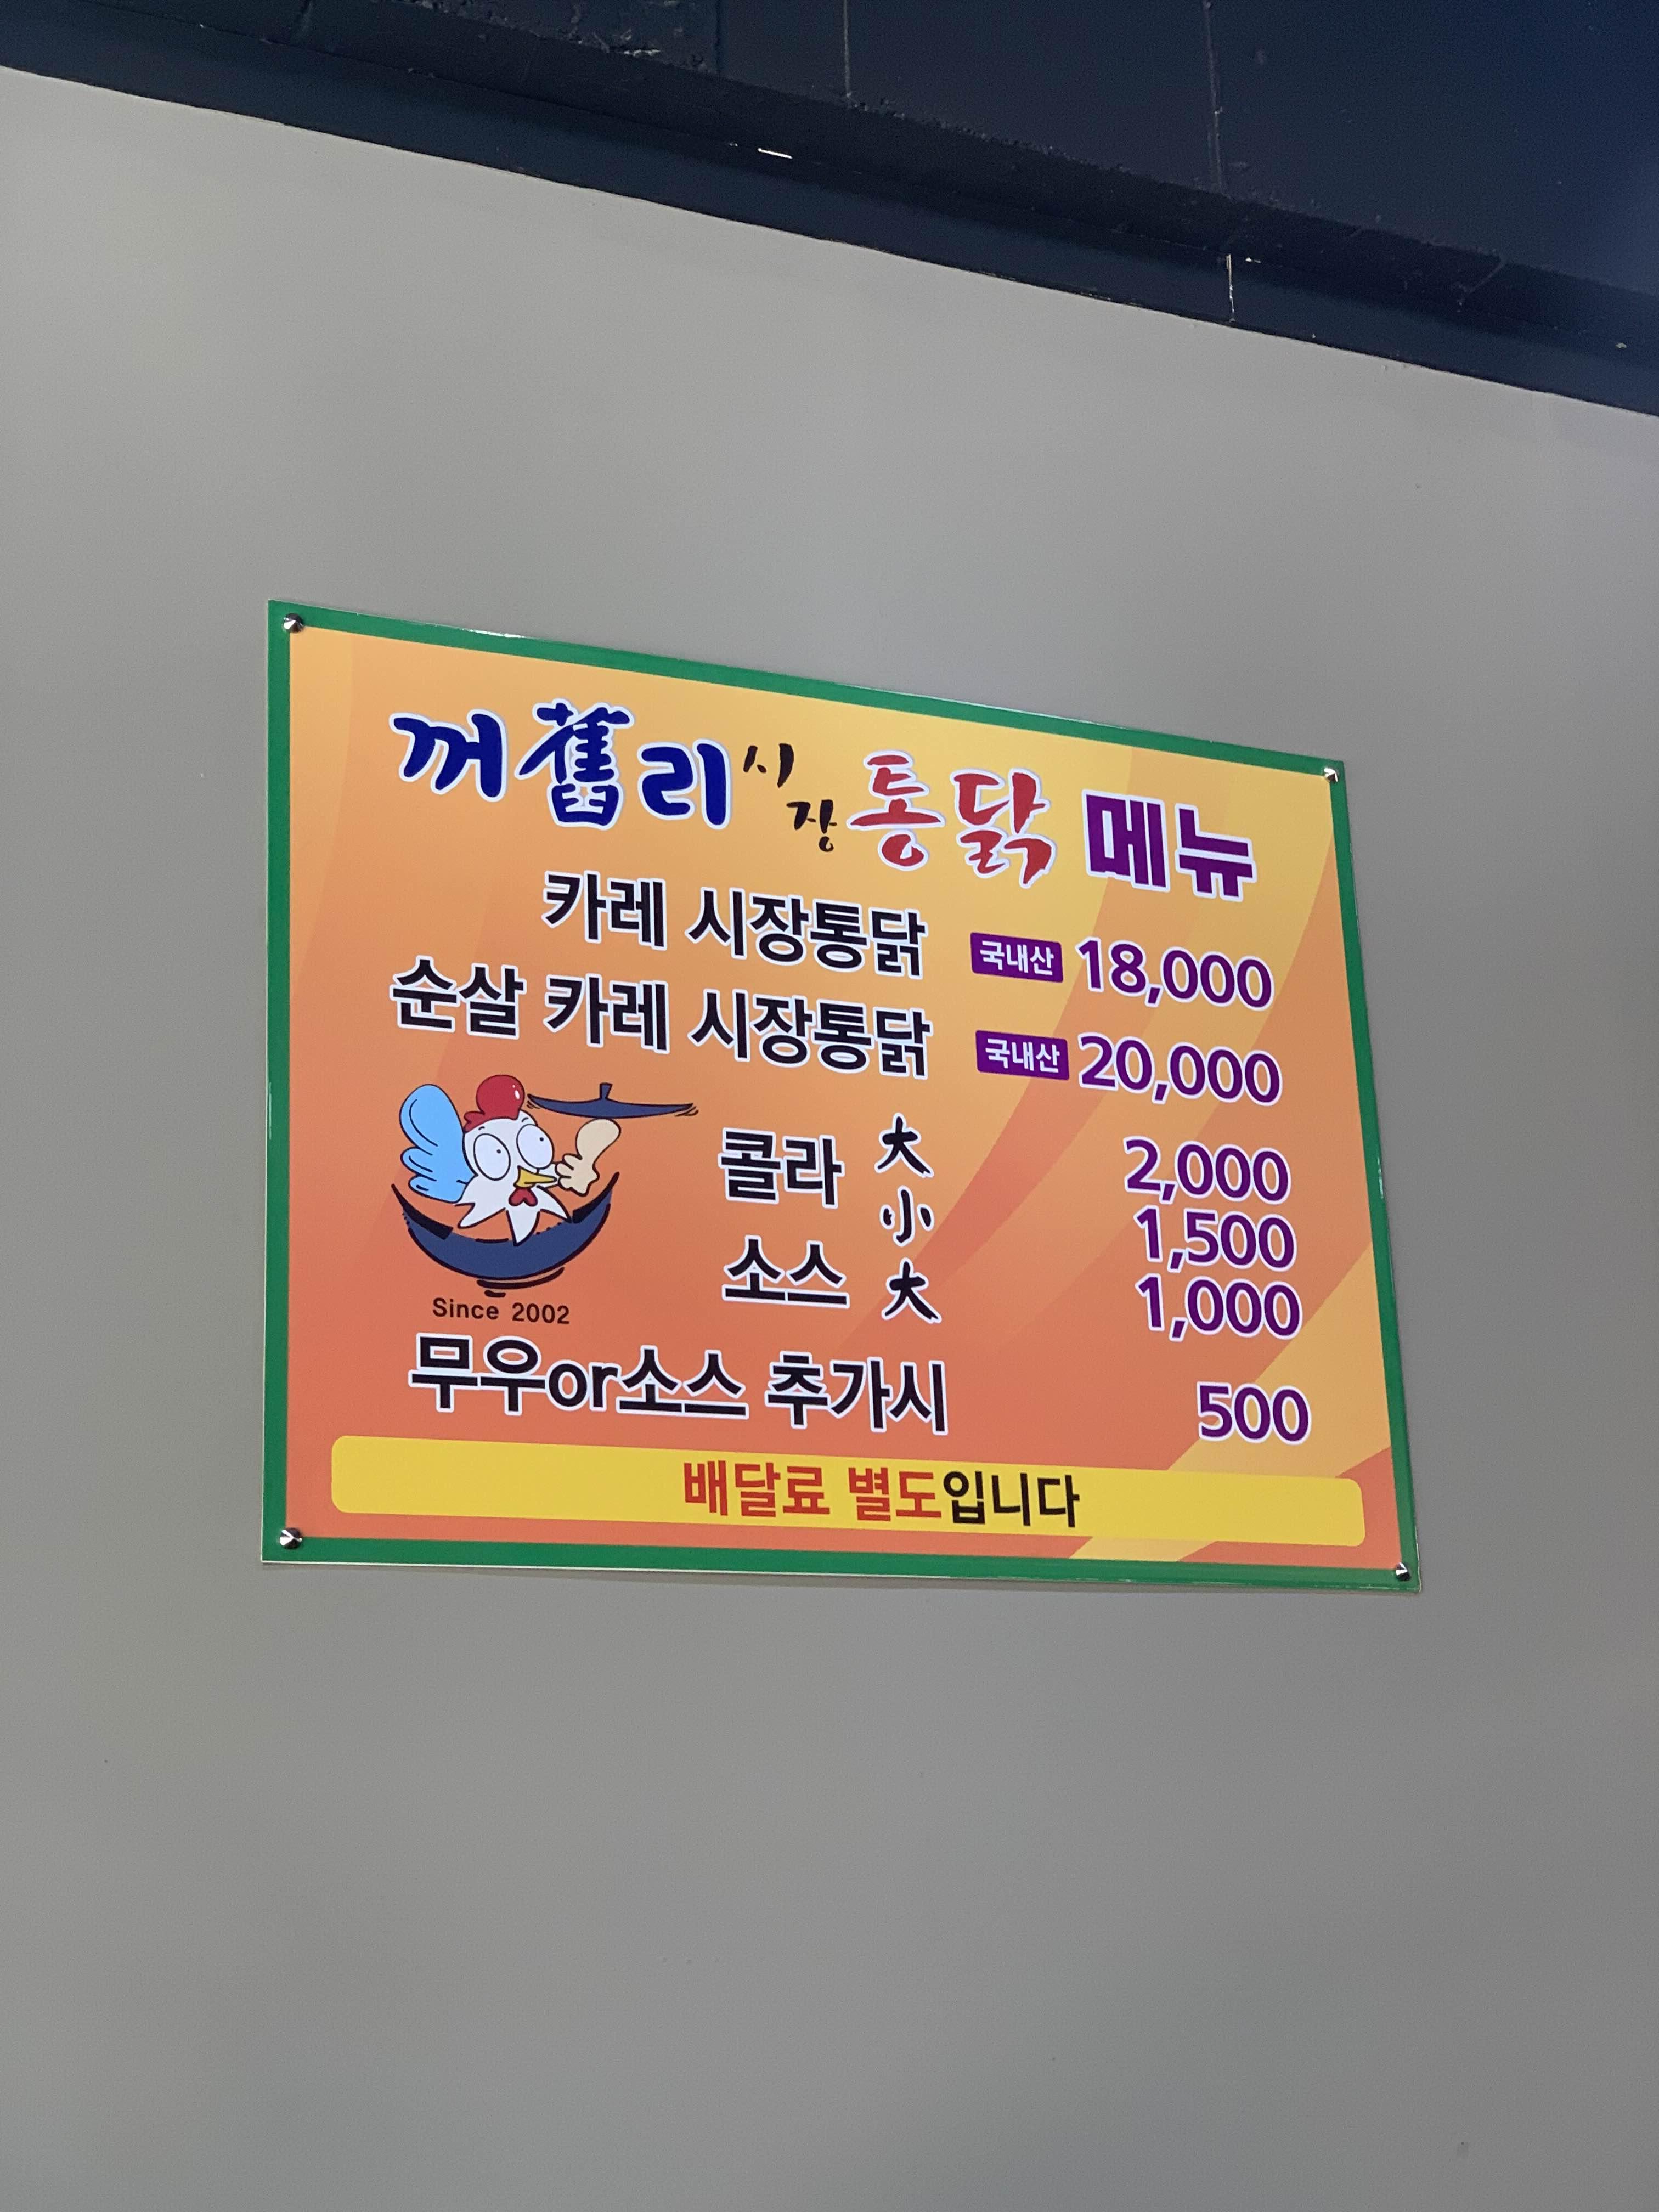 꺼舊리시장통닭 메뉴
카레 시장통닭 국내산 18,000
순살 카레 시장통닭 국내산 20,000
콜라 大 2,000
小 1,500
소스 大 1,000
Since 2002
무우or소스 추가시 500
배달료 별도입니다